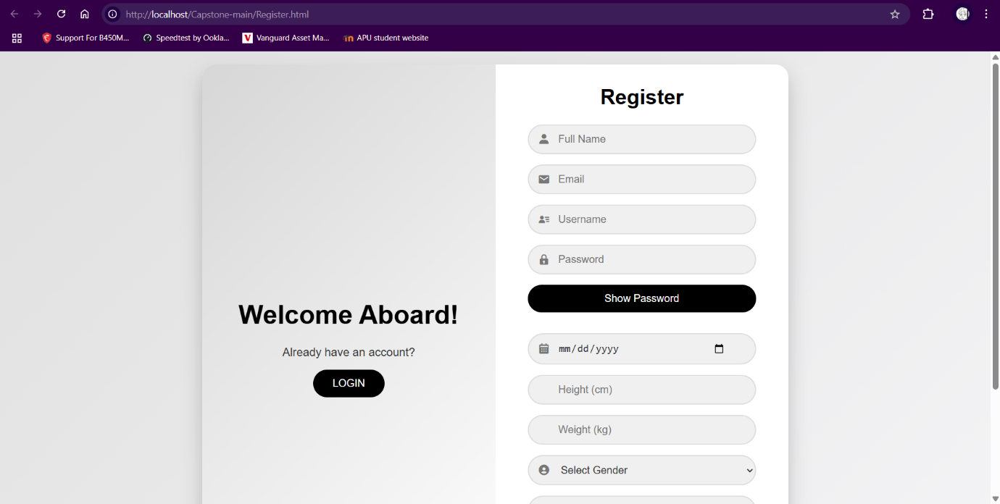 http://localhost/Capstone-main/Register.html
Support For B450M...
Speedtest by Ookla...
V Vanguard Asset Ma...
APU student website
Welcome Aboard!
Already have an account?
LOGIN
Register
Full Name
Email
Username
Password
Show Password
mm/dd/yyyy
Height (cm)
Weight (kg)
Select Gender